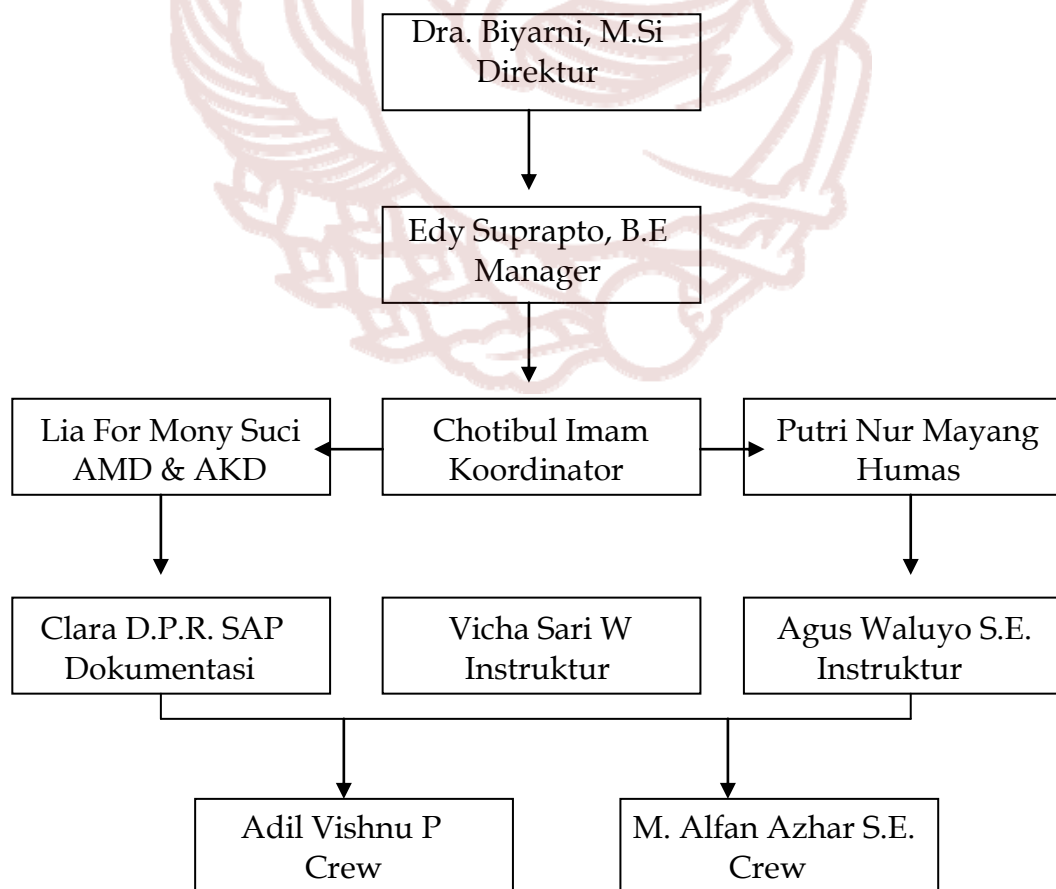 Dra. Biyarni, M.Si
Direktur
Edy Suprapto, B.E
Manager
Lia For Mony Suci
AMD & AKD
Chotibul Imam
Koordinator
Putri Nur Mayang
Humas
Clara D.P.R. SAP
Dokumentasi
Vicha Sari W
Instruktur
Agus Waluyo S.E.
Instruktur
Adil Vishnu P
Crew
M. Alfan Azhar S.E.
Crew